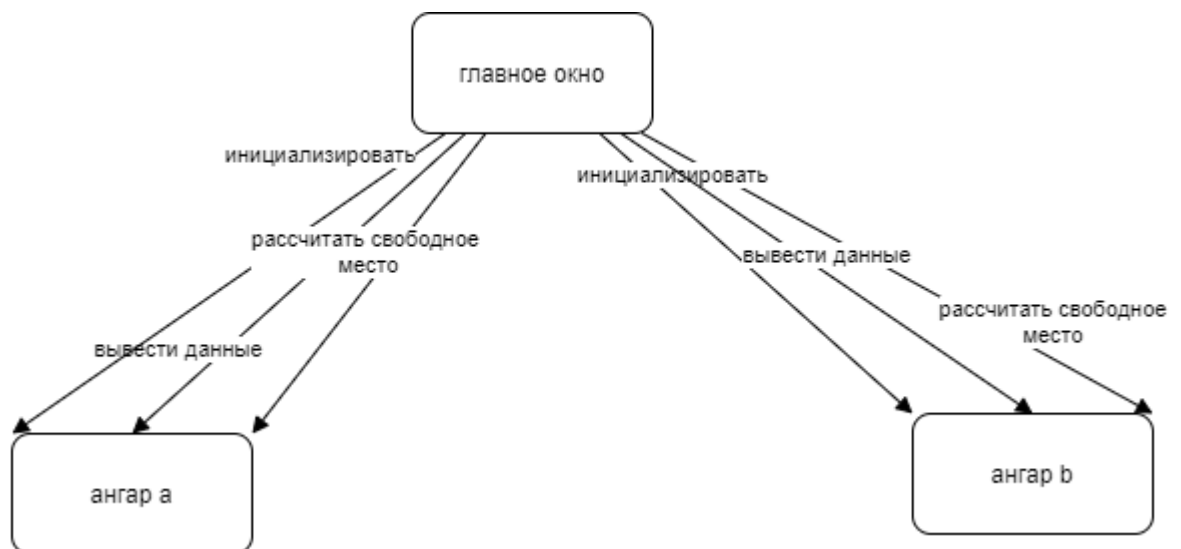 главное окно
инициализировать
инициализировать
рассчитать свободное
место
вывести данные
рассчитать свободное
место
вывести данные
ангар a
ангар b